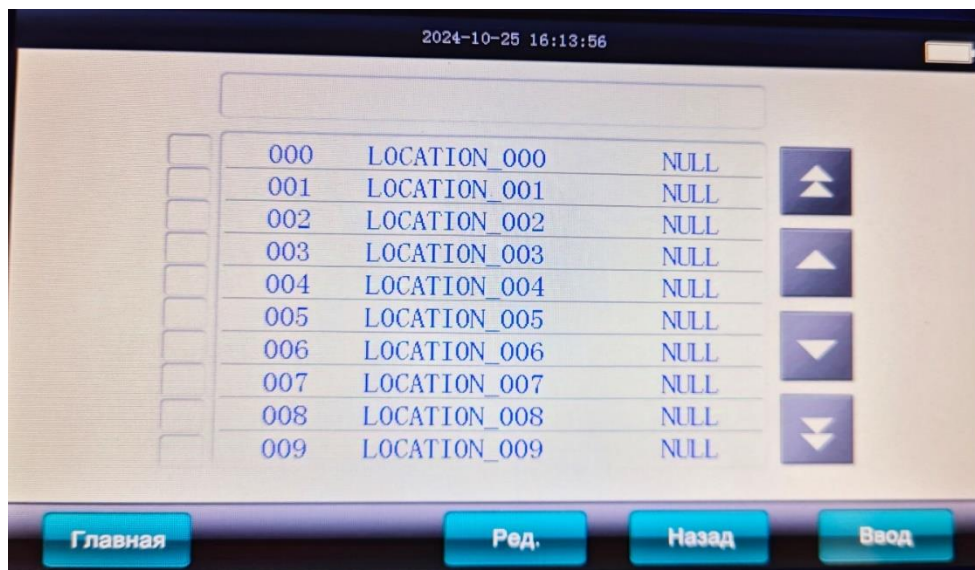 2024-10-25 16:13:56
000 LOCATION_000 NULL
001 LOCATION_001 NULL
002 LOCATION_002 NULL
003 LOCATION_003 NULL
004 LOCATION_004 NULL
005 LOCATION_005 NULL
006 LOCATION_006 NULL
007 LOCATION_007 NULL
008 LOCATION_008 NULL
009 LOCATION_009 NULL
Главная Ред. Назад Ввод